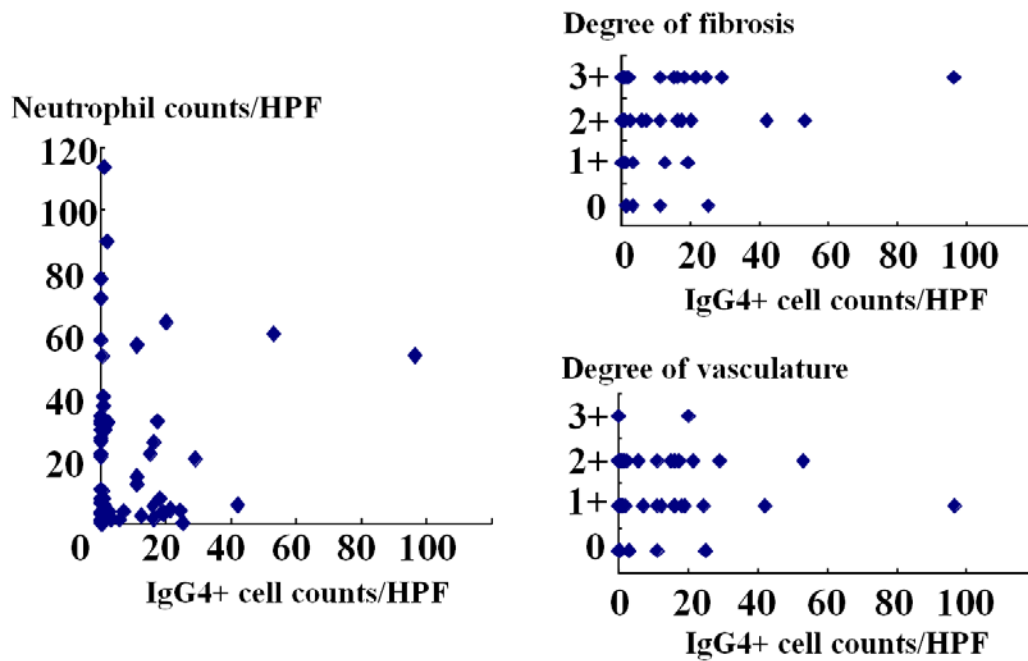 Neutrophil counts/HPF
120
100
80
60
40
20
0 20 40 60 80 100
IgG4+ cell counts/HPF
Degree of fibrosis
3+
2+
1+
0
0 20 40 60 80 100
IgG4+ cell counts/HPF
Degree of vasculature
3+
2+
1+
0
0 20 40 60 80 100
IgG4+ cell counts/HPF